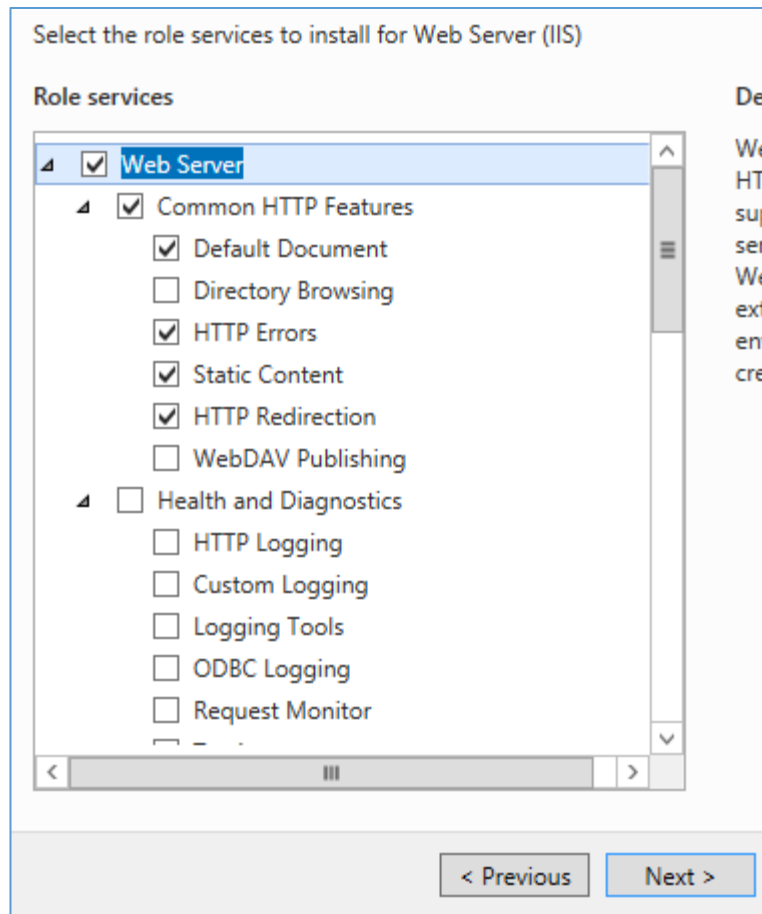 Select the role services to install for Web Server (IIS)
Role services
Web Server
Common HTTP Features
Default Document
Directory Browsing
HTTP Errors
Static Content
HTTP Redirection
WebDAV Publishing
Health and Diagnostics
HTTP Logging
Custom Logging
Logging Tools
ODBC Logging
Request Monitor
< Previous
Next >